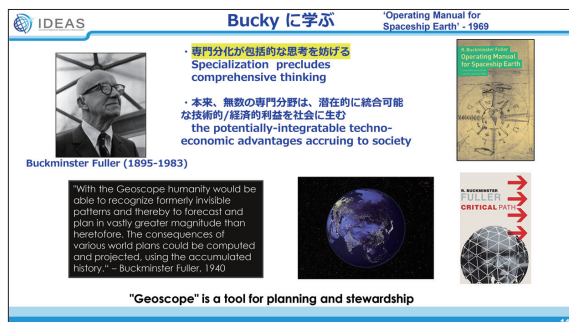 IDEAS
Bucky に学ぶ
'Operating Manual for
Spaceship Earth' - 1969
・専門分化が包括的な思考を妨げる
Specialization precludes
comprehensive thinking
・本来、無数の専門分野は、潜在的に統合可能
な技術的/経済的利益を社会に生む
the potentially-integratable techno-
economic advantages accruing to society
Buckminster Fuller (1895-1983)
R. Buckminster Fuller
Operating Manual
for Spaceship Earth
"With the Geoscope humanity would be
able to recognize formerly invisible
patterns and thereby to forecast and
plan in vastly greater magnitude than
heretofore. The consequences of
various world plans could be computed
and projected, using the accumulated
history." – Buckminster Fuller, 1940
R. BUCKMINSTER
FULLER
CRITICAL PATH
"Geoscope" is a tool for planning and stewardship